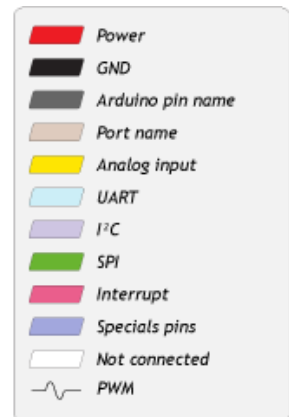 Power
GND
Arduino pin name
Port name
Analog input
UART
I²C
SPI
Interrupt
Specials pins
Not connected
PWM